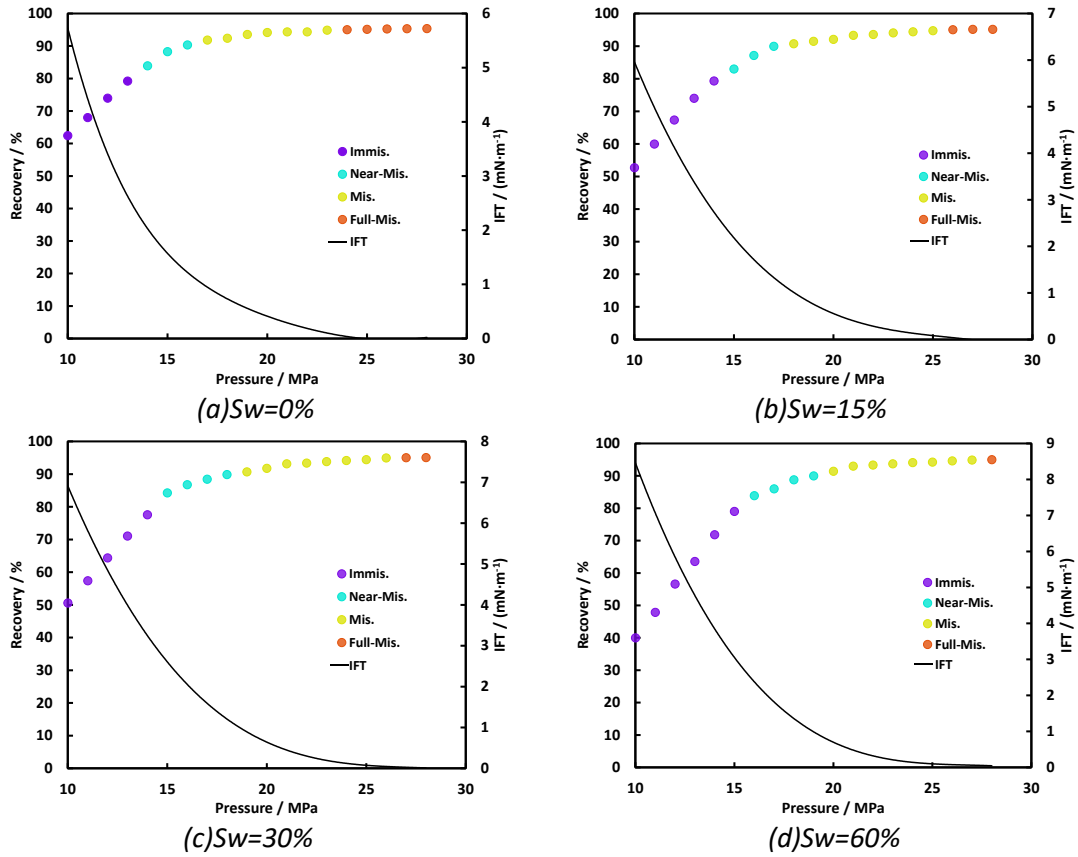 100
90
80
70
60
50
40
30
20
10
0
Recovery / %
6
5
4
3
2
1
0
IFT / (mN·m⁻¹)
Immis.
Near-Mis.
Mis.
Full-Mis.
IFT
10 15 20 25 30
Pressure / MPa
(a)Sw=0%
100
90
80
70
60
50
40
30
20
10
0
Recovery / %
7
6
5
4
3
2
1
0
IFT / (mN·m⁻¹)
Immis.
Near-Mis.
Mis.
Full-Mis.
IFT
10 15 20 25 30
Pressure / MPa
(b)Sw=15%
100
90
80
70
60
50
40
30
20
10
0
Recovery / %
8
7
6
5
4
3
2
1
0
IFT / (mN·m⁻¹)
Immis.
Near-Mis.
Mis.
Full-Mis.
IFT
10 15 20 25 30
Pressure / MPa
(c)Sw=30%
100
90
80
70
60
50
40
30
20
10
0
Recovery / %
9
8
7
6
5
4
3
2
1
0
IFT / (mN·m⁻¹)
Immis.
Near-Mis.
Mis.
Full-Mis.
IFT
10 15 20 25 30
Pressure / MPa
(d)Sw=60%